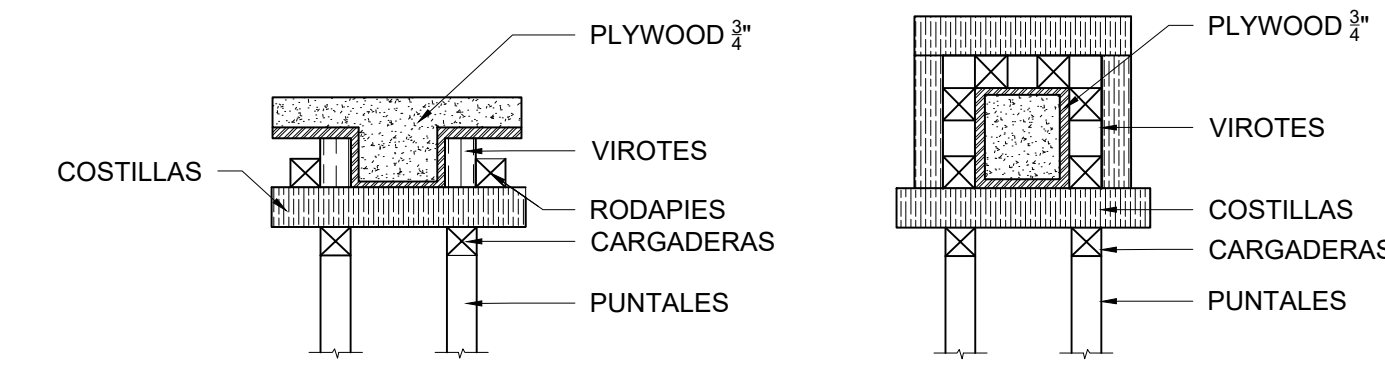 PLYWOOD 3/4"
VIROTES
COSTILLAS
RODAPIES
CARGADERAS
PUNTALES
PLYWOOD 3/4"
VIROTES
COSTILLAS
CARGADERAS
PUNTALES